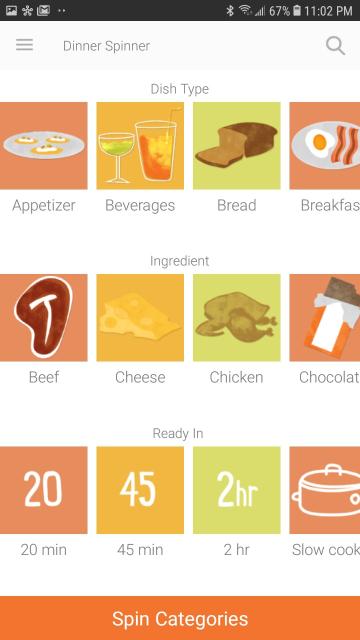 67% 11:02 PM
Dinner Spinner
Dish Type
Appetizer Beverages Bread Breakfas
Ingredient
Beef Cheese Chicken Chocolat
Ready In
20 45 2hr
20 min 45 min 2 hr Slow cook
Spin Categories